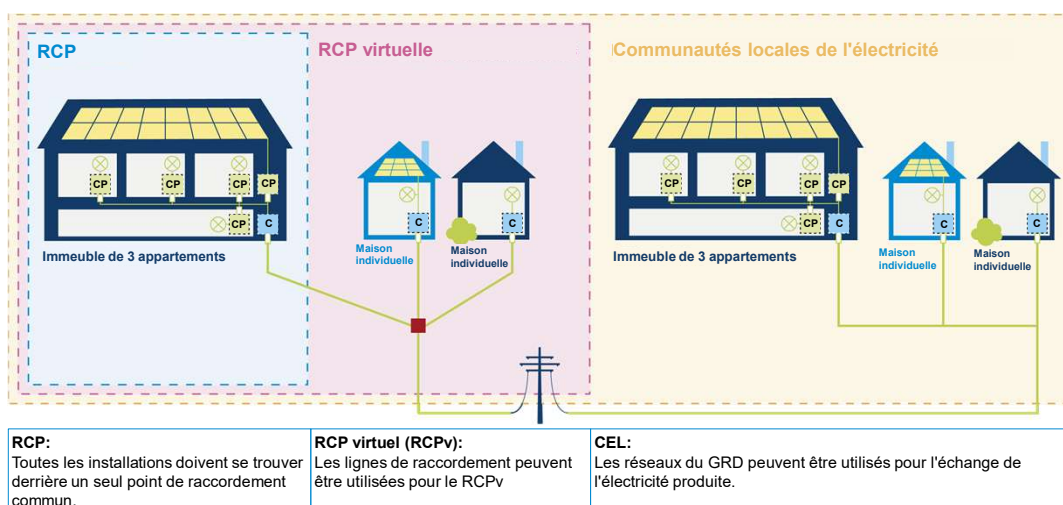 RCP
RCP virtuelle
Communautés locales de l'électricité
CP
CP
CP
CP
CP
C
C
C
CP
CP
CP
CP
CP
C
C
C
Immeuble de 3 appartements
Maison
individuelle
Maison
individuelle
Immeuble de 3 appartements
Maison
individuelle
Maison
individuelle
RCP:
Toutes les installations doivent se trouver
derrière un seul point de raccordement
commun.
RCP virtuel (RCPv):
Les lignes de raccordement peuvent
être utilisées pour le RCPv
CEL:
Les réseaux du GRD peuvent être utilisés pour l'échange de
l'électricité produite.